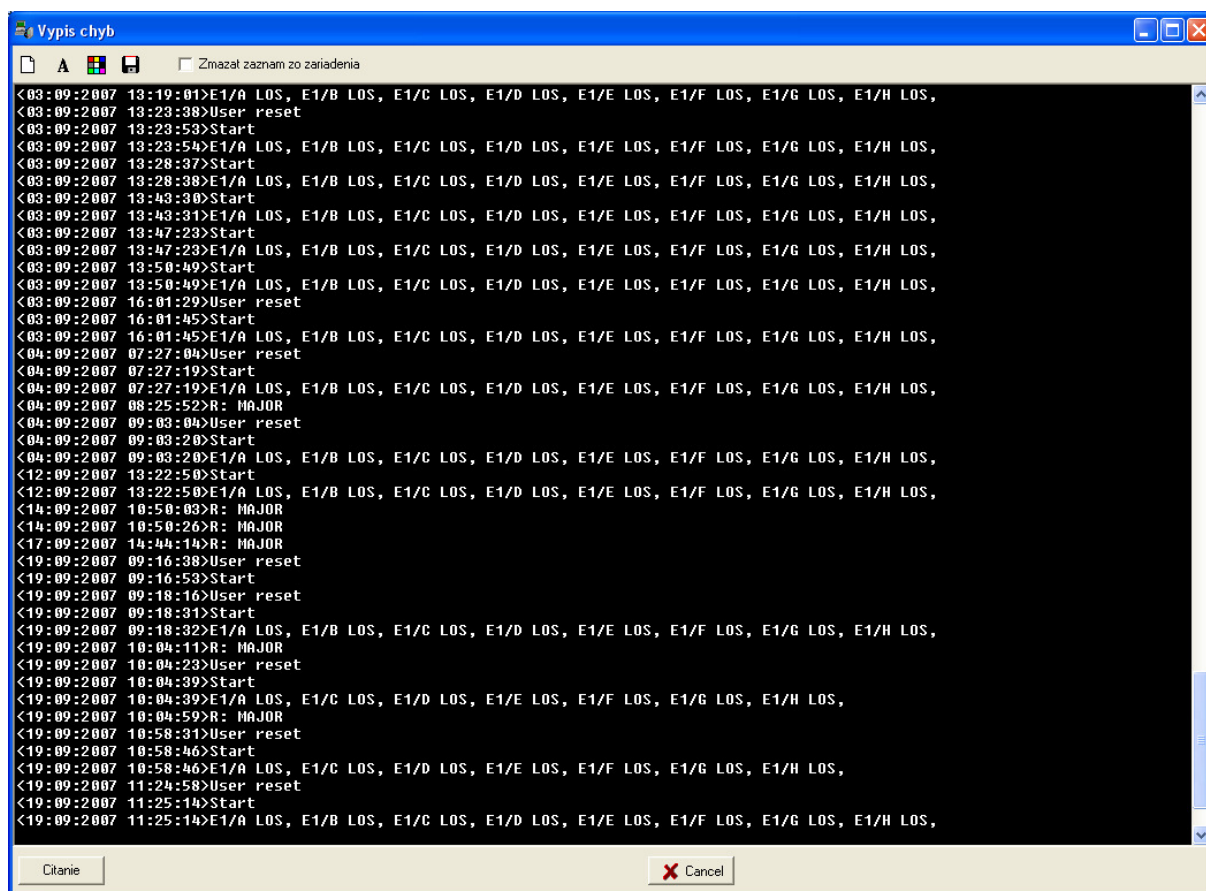 Vypis chyb
A Zmazat zaznam zo zariadenia
<03:09:2007 13:19:01>E1/A LOS, E1/B LOS, E1/C LOS, E1/D LOS, E1/E LOS, E1/F LOS, E1/G LOS, E1/H LOS,
<03:09:2007 13:23:38>User reset
<03:09:2007 13:23:53>Start
<03:09:2007 13:23:54>E1/A LOS, E1/B LOS, E1/C LOS, E1/D LOS, E1/E LOS, E1/F LOS, E1/G LOS, E1/H LOS,
<03:09:2007 13:28:37>Start
<03:09:2007 13:28:38>E1/A LOS, E1/B LOS, E1/C LOS, E1/D LOS, E1/E LOS, E1/F LOS, E1/G LOS, E1/H LOS,
<03:09:2007 13:43:30>Start
<03:09:2007 13:43:31>E1/A LOS, E1/B LOS, E1/C LOS, E1/D LOS, E1/E LOS, E1/F LOS, E1/G LOS, E1/H LOS,
<03:09:2007 13:47:23>Start
<03:09:2007 13:47:23>E1/A LOS, E1/B LOS, E1/C LOS, E1/D LOS, E1/E LOS, E1/F LOS, E1/G LOS, E1/H LOS,
<03:09:2007 13:50:49>Start
<03:09:2007 13:50:49>E1/A LOS, E1/B LOS, E1/C LOS, E1/D LOS, E1/E LOS, E1/F LOS, E1/G LOS, E1/H LOS,
<03:09:2007 16:01:29>User reset
<03:09:2007 16:01:45>Start
<03:09:2007 16:01:45>E1/A LOS, E1/B LOS, E1/C LOS, E1/D LOS, E1/E LOS, E1/F LOS, E1/G LOS, E1/H LOS,
<04:09:2007 07:27:04>User reset
<04:09:2007 07:27:19>Start
<04:09:2007 07:27:19>E1/A LOS, E1/B LOS, E1/C LOS, E1/D LOS, E1/E LOS, E1/F LOS, E1/G LOS, E1/H LOS,
<04:09:2007 08:25:52>R: MAJOR
<04:09:2007 09:03:04>User reset
<04:09:2007 09:03:20>Start
<04:09:2007 09:03:20>E1/A LOS, E1/B LOS, E1/C LOS, E1/D LOS, E1/E LOS, E1/F LOS, E1/G LOS, E1/H LOS,
<12:09:2007 13:22:50>Start
<12:09:2007 13:22:50>E1/A LOS, E1/B LOS, E1/C LOS, E1/D LOS, E1/E LOS, E1/F LOS, E1/G LOS, E1/H LOS,
<14:09:2007 10:50:03>R: MAJOR
<14:09:2007 10:50:26>R: MAJOR
<17:09:2007 14:44:14>R: MAJOR
<19:09:2007 09:16:38>User reset
<19:09:2007 09:16:53>Start
<19:09:2007 09:18:16>User reset
<19:09:2007 09:18:31>Start
<19:09:2007 09:18:32>E1/A LOS, E1/B LOS, E1/C LOS, E1/D LOS, E1/E LOS, E1/F LOS, E1/G LOS, E1/H LOS,
<19:09:2007 10:04:11>R: MAJOR
<19:09:2007 10:04:23>User reset
<19:09:2007 10:04:39>Start
<19:09:2007 10:04:39>E1/A LOS, E1/C LOS, E1/D LOS, E1/E LOS, E1/F LOS, E1/G LOS, E1/H LOS,
<19:09:2007 10:04:59>R: MAJOR
<19:09:2007 10:58:31>User reset
<19:09:2007 10:58:46>Start
<19:09:2007 10:58:46>E1/A LOS, E1/C LOS, E1/D LOS, E1/E LOS, E1/F LOS, E1/G LOS, E1/H LOS,
<19:09:2007 11:24:58>User reset
<19:09:2007 11:25:14>Start
<19:09:2007 11:25:14>E1/A LOS, E1/B LOS, E1/C LOS, E1/D LOS, E1/E LOS, E1/F LOS, E1/G LOS, E1/H LOS,
Citanie Cancel